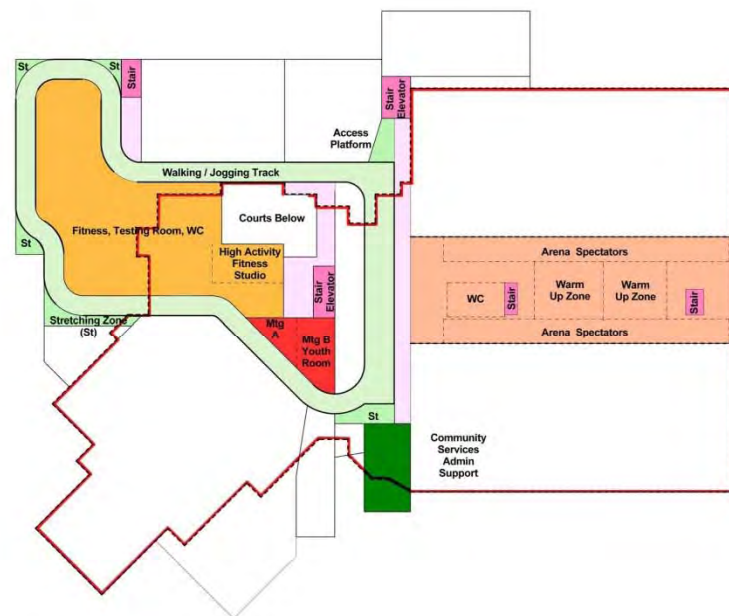 St
St
Stair
Stair
Elevator
Access
Platform
Walking / Jogging Track
Courts Below
Fitness, Testing Room, WC
St
High Activity
Fitness
Studio
Arena Spectators
Warm
Up Zone
Warm
Up Zone
WC
Stair
Stair
Stair
Elevator
Stretching Zone
(St)
Mtg
A
Mtg B
Youth
Room
Arena Spectators
St
Community
Services
Admin
Support